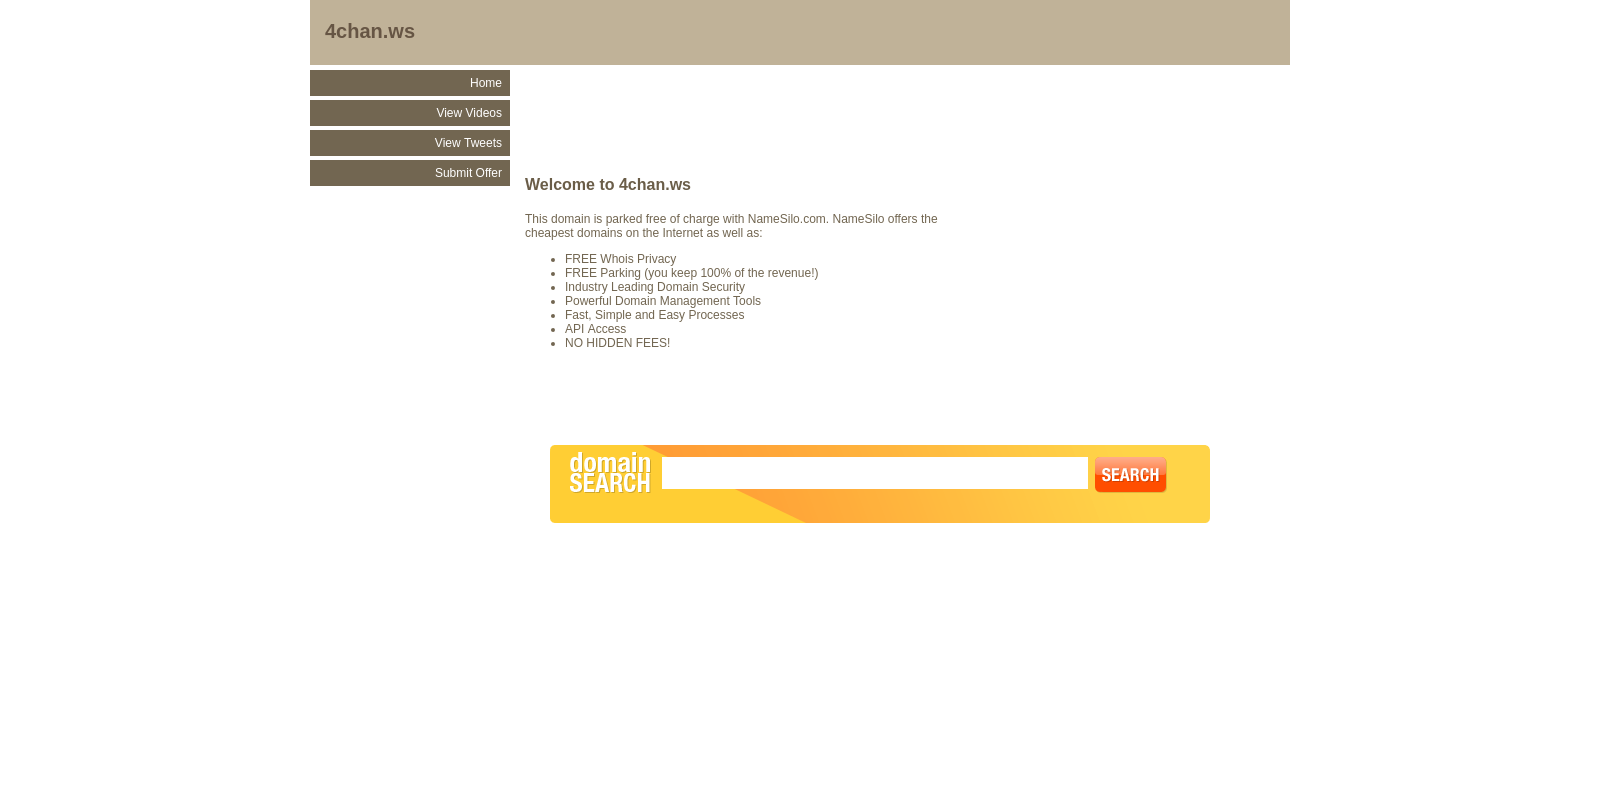 4chan.ws
Home
View Videos
View Tweets
Submit Offer
Welcome to 4chan.ws
This domain is parked free of charge with NameSilo.com. NameSilo offers the
cheapest domains on the Internet as well as:
FREE Whois Privacy
FREE Parking (you keep 100% of the revenue!)
Industry Leading Domain Security
Powerful Domain Management Tools
Fast, Simple and Easy Processes
API Access
NO HIDDEN FEES!
domain
SEARCH
SEARCH